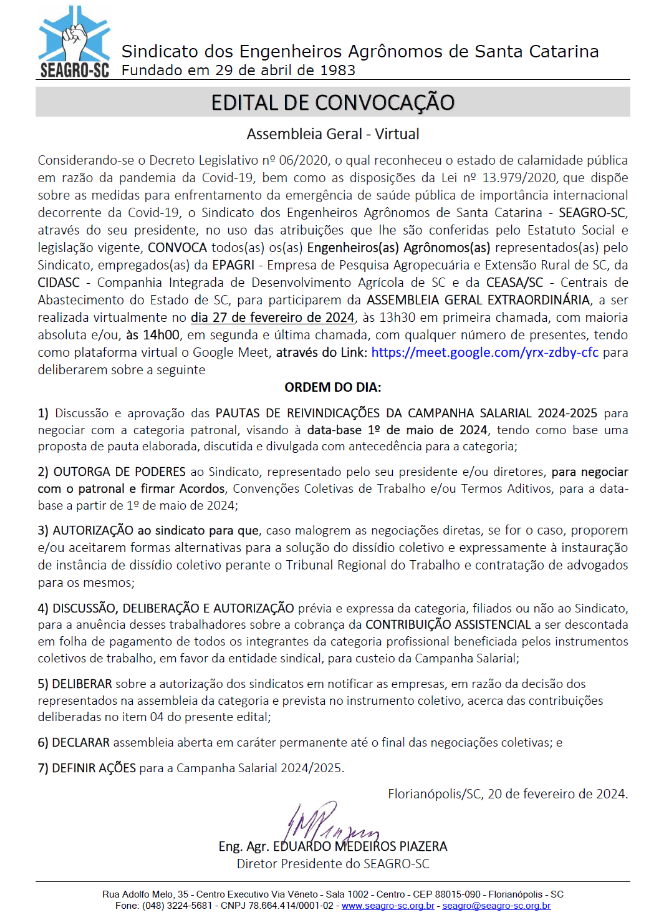 SEAGRO-SC
Sindicato dos Engenheiros Agrônomos de Santa Catarina
Fundado em 29 de abril de 1983
EDITAL DE CONVOCAÇÃO
Assembleia Geral - Virtual
Considerando-se o Decreto Legislativo nº 06/2020, o qual reconheceu o estado de calamidade pública
em razão da pandemia da Covid-19, bem como as disposições da Lei nº 13.979/2020, que dispõe
sobre as medidas para enfrentamento da emergência de saúde pública de importância internacional
decorrente da Covid-19, o Sindicato dos Engenheiros Agrônomos de Santa Catarina - SEAGRO-SC,
através do seu presidente, no uso das atribuições que lhe são conferidas pelo Estatuto Social e
legislação vigente, CONVOCA todos(as) os(as) Engenheiros(as) Agrônomos(as) representados(as) pelo
Sindicato, empregados(as) da EPAGRI - Empresa de Pesquisa Agropecuária e Extensão Rural de SC, da
CIDASC - Companhia Integrada de Desenvolvimento Agrícola de SC e da CEASA/SC - Centrais de
Abastecimento do Estado de SC, para participarem da ASSEMBLEIA GERAL EXTRAORDINÁRIA, a ser
realizada virtualmente no dia 27 de fevereiro de 2024, às 13h30 em primeira chamada, com maioria
absoluta e/ou, às 14h00, em segunda e última chamada, com qualquer número de presentes, tendo
como plataforma virtual o Google Meet, através do Link: https://meet.google.com/yrx-zdby-cfc para
deliberarem sobre a seguinte
ORDEM DO DIA:
1) Discussão e aprovação das PAUTAS DE REIVINDICAÇÕES DA CAMPANHA SALARIAL 2024-2025 para
negociar com a categoria patronal, visando à data-base 1º de maio de 2024, tendo como base uma
proposta de pauta elaborada, discutida e divulgada com antecedência para a categoria;
2) OUTORGA DE PODERES ao Sindicato, representado pelo seu presidente e/ou diretores, para negociar
com o patronal e firmar Acordos, Convenções Coletivas de Trabalho e/ou Termos Aditivos, para a data-
base a partir de 1º de maio de 2024;
3) AUTORIZAÇÃO ao sindicato para que, caso malogrem as negociações diretas, se for o caso, proporem
e/ou aceitarem formas alternativas para a solução do dissídio coletivo e expressamente à instauração
de instância de dissídio coletivo perante o Tribunal Regional do Trabalho e contratação de advogados
para os mesmos;
4) DISCUSSÃO, DELIBERAÇÃO E AUTORIZAÇÃO prévia e expressa da categoria, filiados ou não ao Sindicato,
para a anuência desses trabalhadores sobre a cobrança da CONTRIBUIÇÃO ASSISTENCIAL a ser descontada
em folha de pagamento de todos os integrantes da categoria profissional beneficiada pelos instrumentos
coletivos de trabalho, em favor da entidade sindical, para custeio da Campanha Salarial;
5) DELIBERAR sobre a autorização dos sindicatos em notificar as empresas, em razão da decisão dos
representados na assembleia da categoria e prevista no instrumento coletivo, acerca das contribuições
deliberadas no item 04 do presente edital;
6) DECLARAR assembleia aberta em caráter permanente até o final das negociações coletivas; e
7) DEFINIR AÇÕES para a Campanha Salarial 2024/2025.
Florianópolis/SC, 20 de fevereiro de 2024.
Eng. Agr. EDUARDO MEDEIROS PIAZERA
Diretor Presidente do SEAGRO-SC
Rua Adolfo Melo, 35 - Centro Executivo Via Vêneto - Sala 1002 - Centro - CEP 88015-090 - Florianópolis - SC
Fone: (048) 3224-5681 - CNPJ 78.664.414/0001-02 - www.seagro-sc.org.br - seagro@seagro-sc.org.br